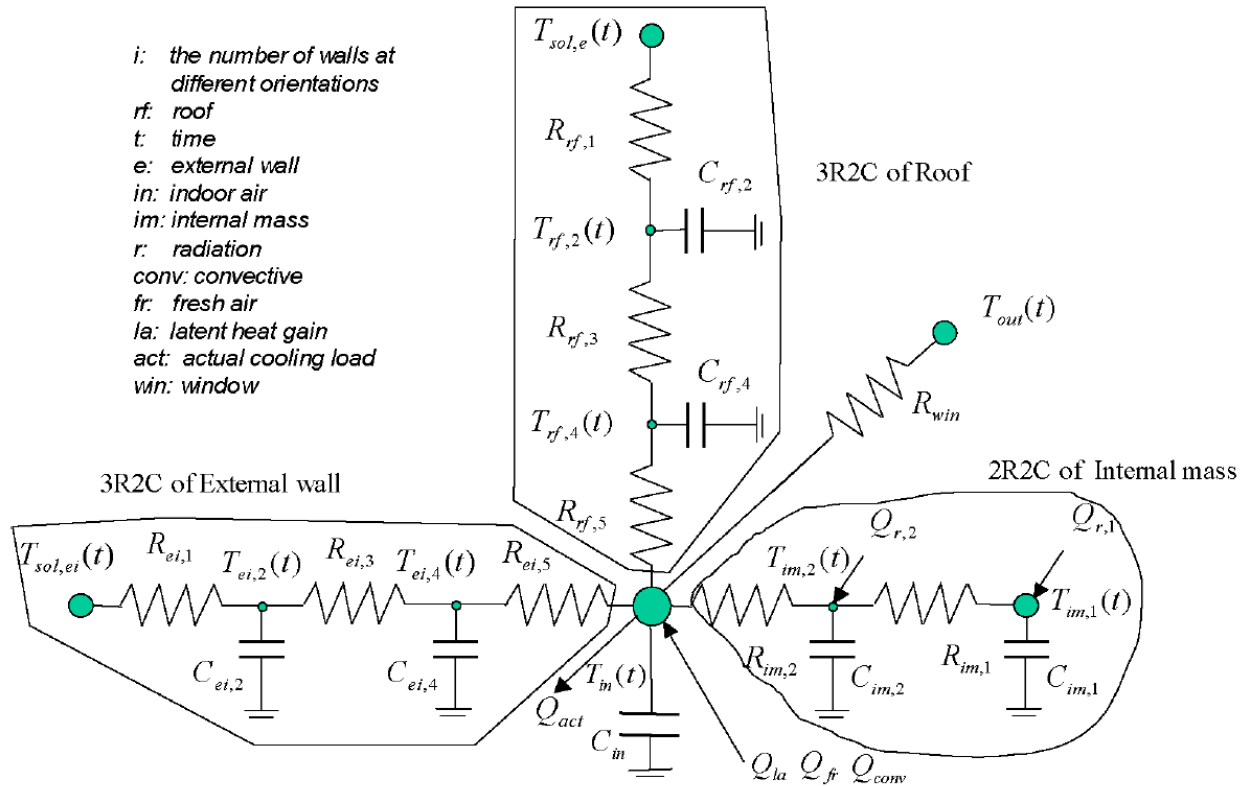 i: the number of walls at
different orientations
rf: roof
t: time
e: external wall
in: indoor air
im: internal mass
r: radiation
conv: convective
fr: fresh air
la: latent heat gain
act: actual cooling load
win: window
T_{sol,e}(t)
R_{rf,1}
C_{rf,2}
3R2C of Roof
T_{rf,2}(t)
R_{rf,3}
T_{out}(t)
C_{rf,4}
R_{win}
T_{rf,4}(t)
3R2C of External wall
2R2C of Internal mass
R_{rf,5}
Q_{r,2}
Q_{r,1}
T_{sol,ei}(t)
R_{ei,1}
T_{ei,2}(t)
R_{ei,3}
T_{ei,4}(t)
R_{ei,5}
T_{im,2}(t)
T_{im,1}(t)
C_{ei,2}
C_{ei,4}
T_{in}(t)
R_{im,2}
C_{im,2}
R_{im,1}
C_{im,1}
Q_{act}
C_{in}
Q_{la} Q_{fr} Q_{conv}